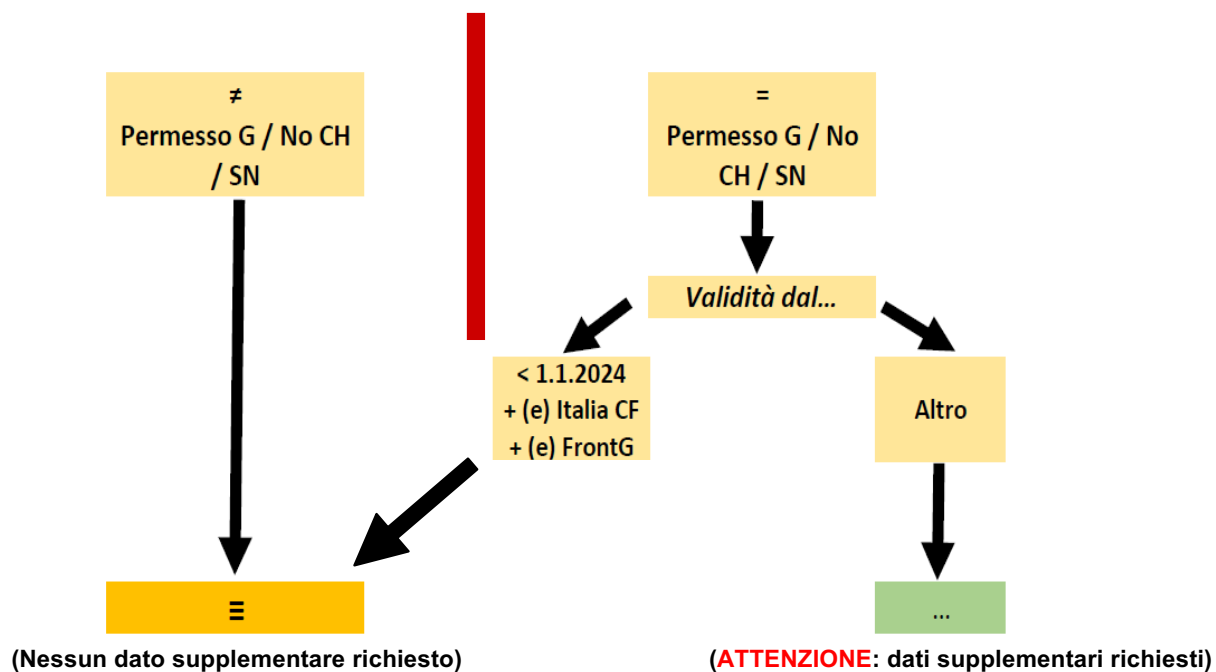 ≠
Permesso G / No CH
/ SN
=
Permesso G / No
CH / SN
Validità dal...
< 1.1.2024
+ (e) Italia CF
+ (e) FrontG
Altro
≡
...
(Nessun dato supplementare richiesto)
(ATTENZIONE: dati supplementari richiesti)